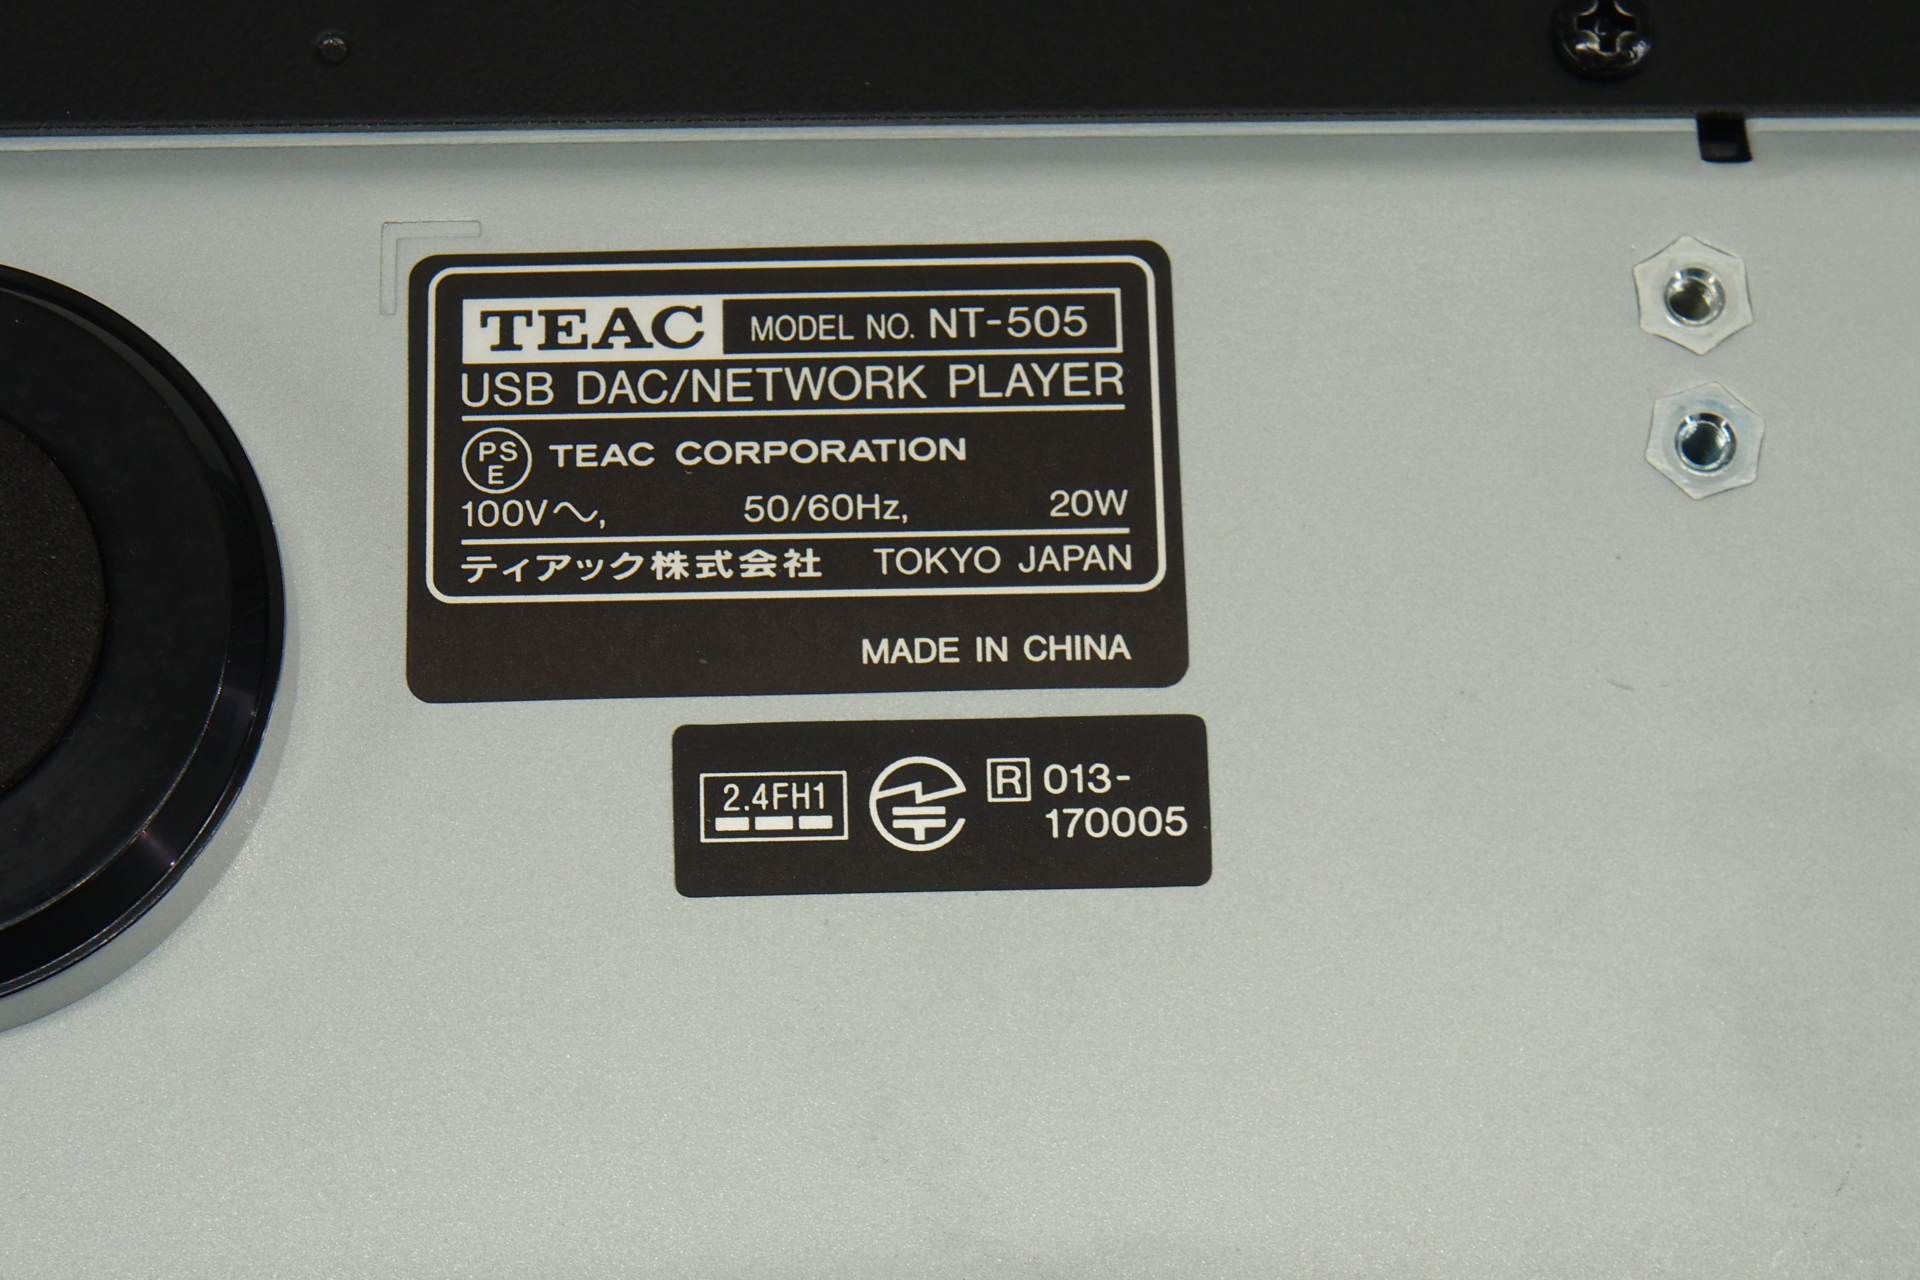 TEAC MODEL NO. NT-505
USB DAC/NETWORK PLAYER
PSE TEAC CORPORATION
100V～, 50/60Hz, 20W
ティアック株式会社 TOKYO JAPAN
MADE IN CHINA
2.4FH1
R 013-
170005